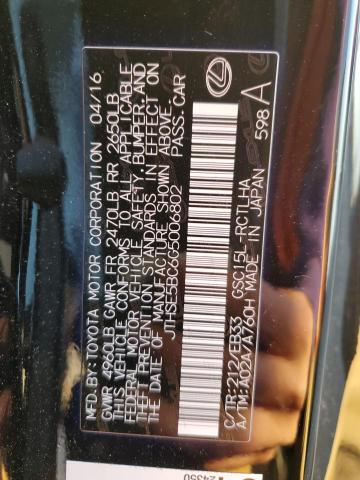 MFD. BY: TOYOTA MOTOR CORPORATION 04/16
GVWR 4960LB GAWR FR 2470LB RR 2650LB
THIS VEHICLE CONFORMS TO ALL APPLICABLE
FEDERAL MOTOR VEHICLE SAFETY, BUMPER, AND
THEFT PREVENTION STANDARDS IN EFFECT ON
THE DATE OF MANUFACTURE SHOWN ABOVE.
JTHSE5BC6G5006802 PASS. CAR
C/TR:212/EB33 GSC15L-RCTLHA
A/TM:A02A/A760H MADE IN JAPAN 598 A
24350